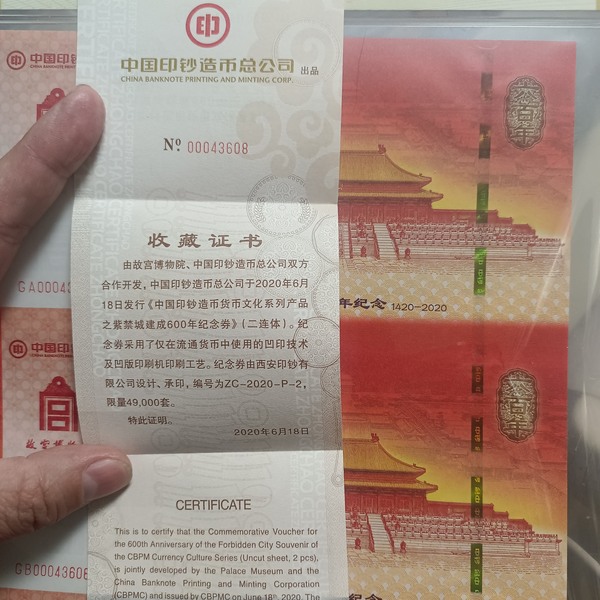 中国印钞
CHINA BANKNOTE
GA00043
中国印钞
CHINA BANKNOTE
故宫博
GB00043608
中国印钞造币总公司 出品
CHINA BANKNOTE PRINTING AND MINTING CORP.
No. 00043608
收藏证书
由故宫博物院、中国印钞造币总公司双方
合作开发，中国印钞造币总公司于2020年6月
18日发行《中国印钞造币货币文化系列产品
之紫禁城建成600年纪念券》(二连体)。纪
念券采用了仅在流通货币中使用的凹印技术
及凹版印刷机印刷工艺。纪念券由西安印钞有
限公司设计、承印，编号为ZC-2020-P-2，
限量49,000套。
特此证明。
2020年6月18日
CERTIFICATE
This is to certify that the Commemorative Voucher for
the 600th Anniversary of the Forbidden City Souvenir of
the CBPM Currency Culture Series (Uncut sheet, 2 pcs),
is jointly developed by the Palace Museum and the
China Banknote Printing and Minting Corporation
(CBPMC) and issued by CBPMC on June 18th, 2020. The
年纪念 1420-2020